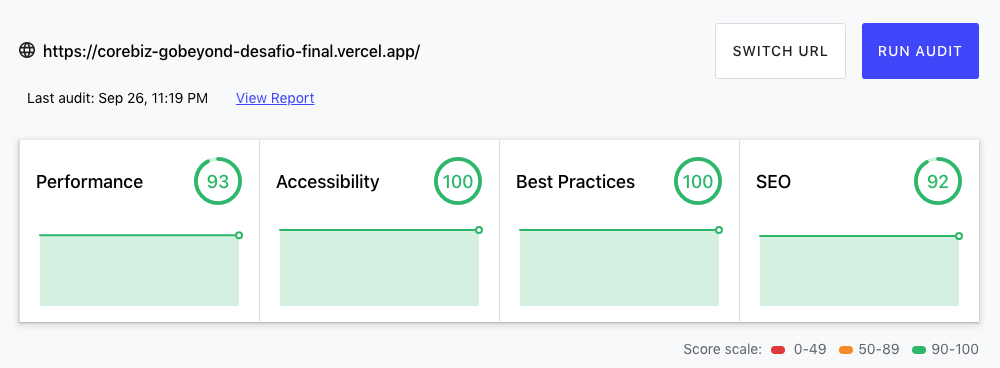 https://corebiz-gobeyond-desafio-final.vercel.app/
SWITCH URL
RUN AUDIT
Last audit: Sep 26, 11:19 PM
View Report
Performance
93
Accessibility
100
Best Practices
100
SEO
92
Score scale: 0-49 50-89 90-100